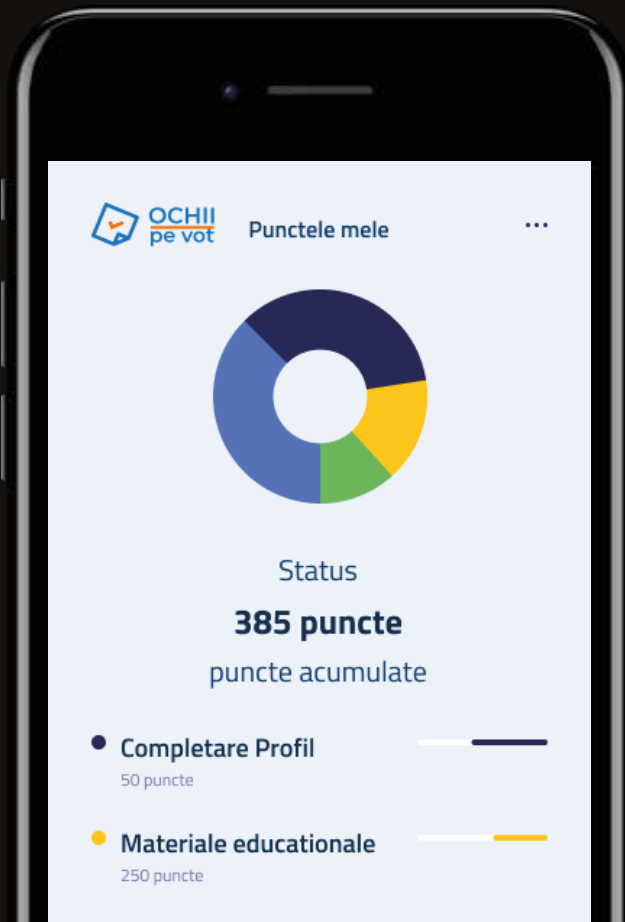 OCHII
pe vot
Punctele mele
Status
385 puncte
puncte acumulate
Completare Profil
50 puncte
Materiale educationale
250 puncte